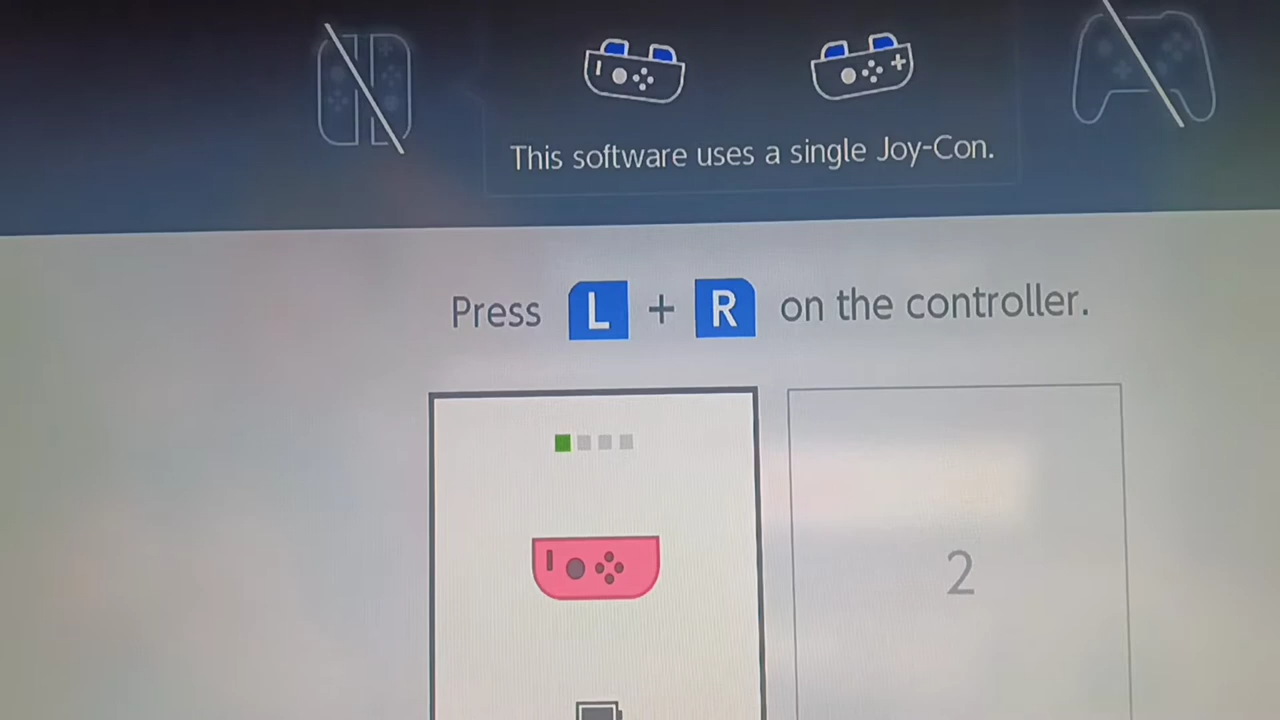 This software uses a single Joy-Con.
Press L + R on the controller.
2